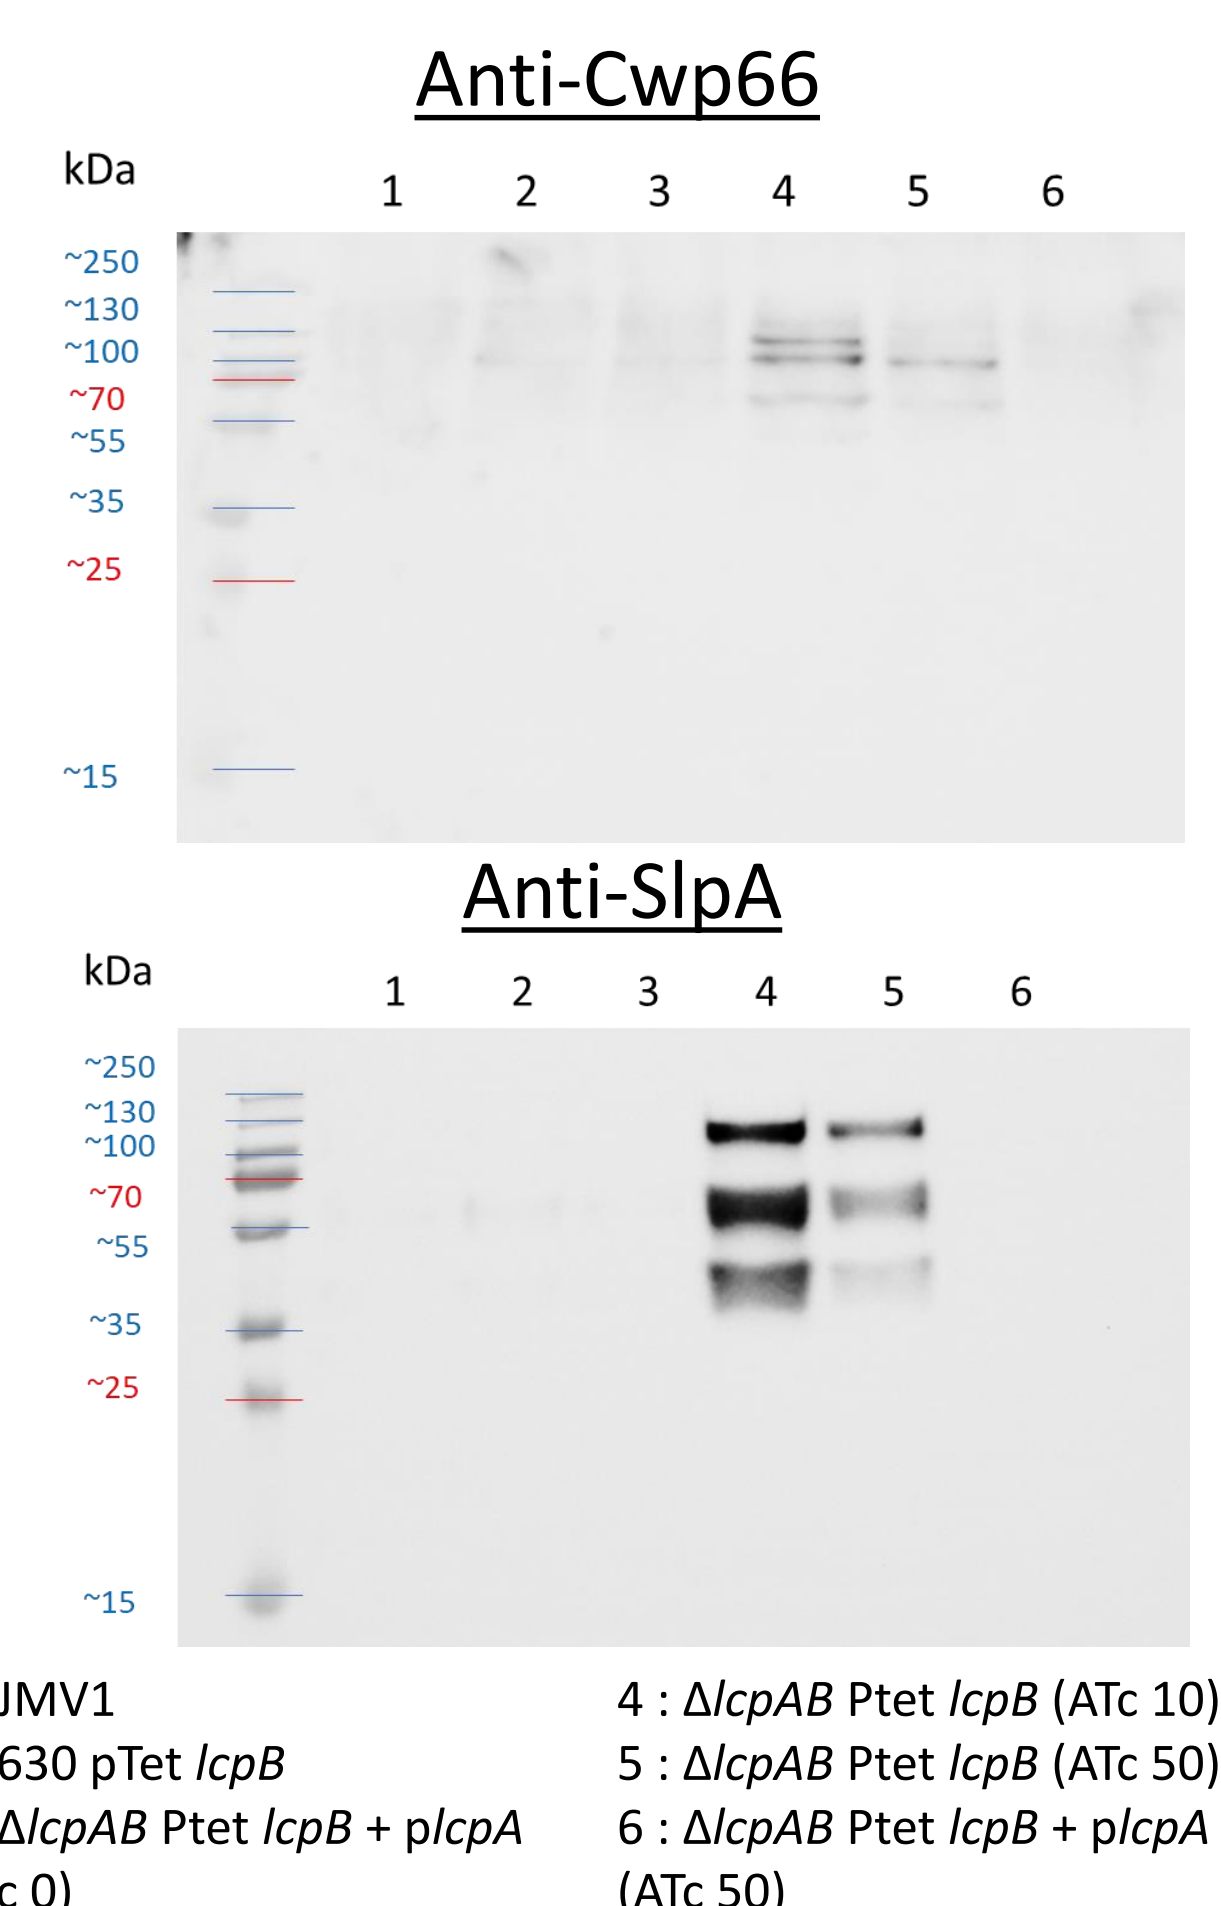 Anti-Cwp66
kDa
1 2 3 4 5 6
~250
~130
~100
~70
~55
~35
~25
~15
Anti-SlpA
kDa
1 2 3 4 5 6
~250
~130
~100
~70
~55
~35
~25
~15
JMV1
630 pTet lcpB
ΔlcpAB Ptet lcpB + plcpA
c 0)
4 : ΔlcpAB Ptet lcpB (ATc 10)
5 : ΔlcpAB Ptet lcpB (ATc 50)
6 : ΔlcpAB Ptet lcpB + plcpA
(ATc 50)